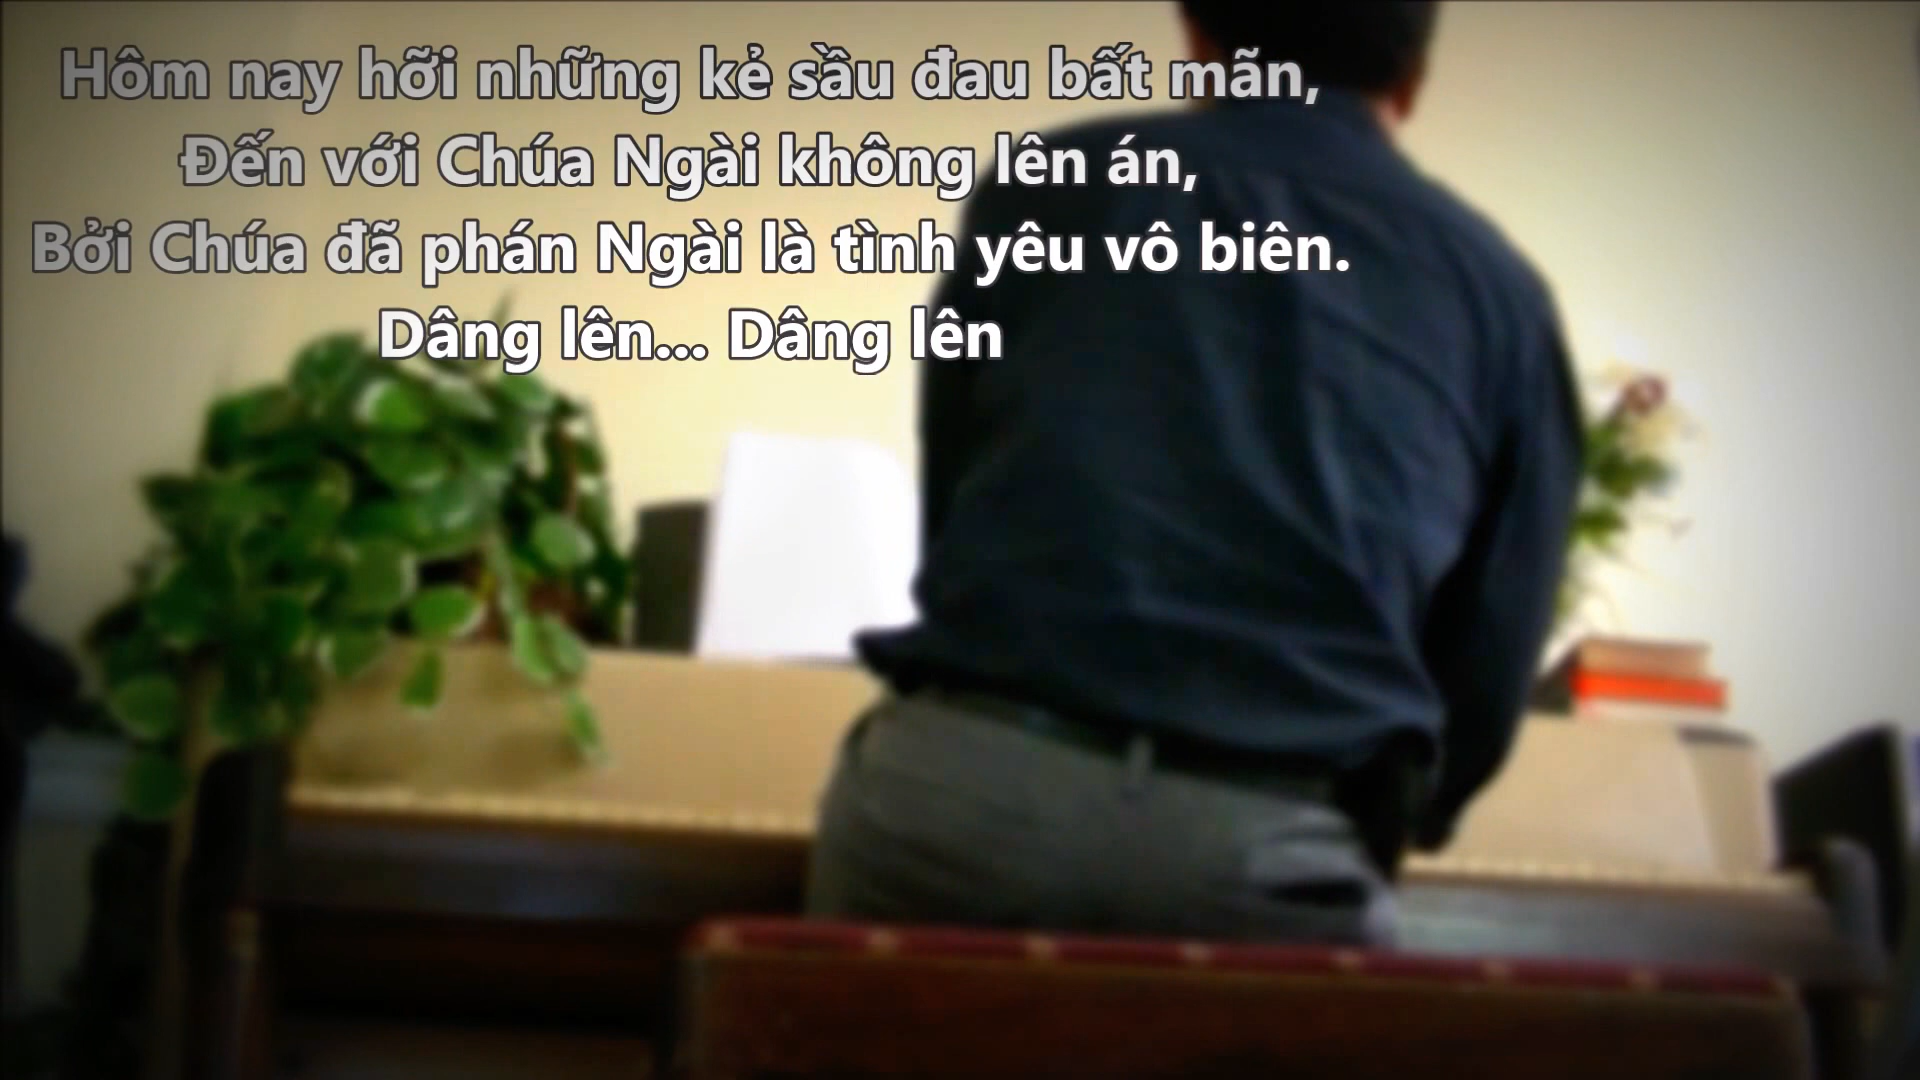 Hôm nay hỡi những kẻ sầu đau bất mãn,
Đến với Chúa Ngài không lên án,
Bởi Chúa đã phán Ngài là tình yêu vô biên.
Dâng lên... Dâng lên